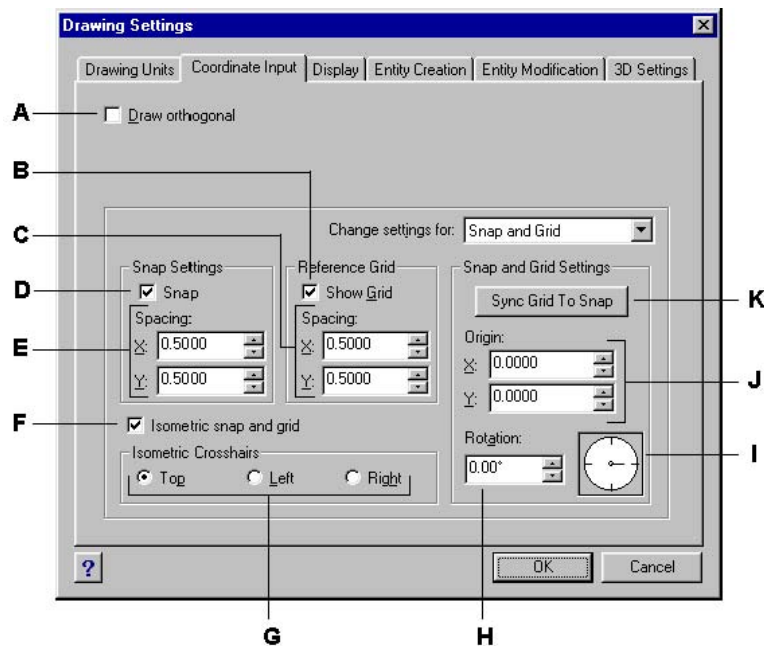 Drawing Settings
Drawing Units Coordinate Input Display Entity Creation Entity Modification 3D Settings
A Draw orthogonal
B
C Change settings for: Snap and Grid
Snap Settings Reference Grid Snap and Grid Settings
D Snap Show Grid Sync Grid To Snap K
E Spacing: Spacing: Origin:
X: 0.5000 X: 0.5000 X: 0.0000
Y: 0.5000 Y: 0.5000 Y: 0.0000 J
F Isometric snap and grid
Isometric Crosshairs Rotation:
Top Left Right 0.00° I
? OK Cancel
G H